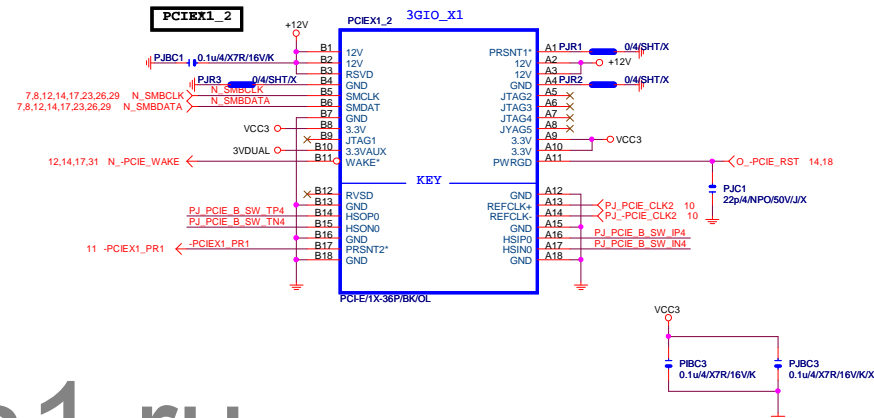 PCIEX1_2
+12V
PCIEX1_2
3GIO_X1
PJBC1 0.1u/4/X7R/16V/K
PJR3 0/4/SHT/X
7,8,12,14,17,23,26,29 N_SMBCLK
N_SMBCLK
7,8,12,14,17,23,26,29 N_SMBDATA
N_SMBDATA
VCC3
3VDUAL
12,14,17,31 N_-PCIE_WAKE
PJ_PCIE_B_SW_TP4
PJ_PCIE_B_SW_TN4
11 -PCIEX1_PR1
-PCIEX1_PR1
B1 12V
B2 12V
B3 RSVD
B4 GND
B5 SMCLK
B6 SMDAT
B7 GND
B8 3.3V
B9 JTAG1
B10 3.3VAUX
B11 WAKE*
KEY
B12 RVSD
B13 GND
B14 HSOP0
B15 HSON0
B16 GND
B17 PRSNT2*
B18 GND
PRSNT1* A1
12V A2
12V A3
GND A4
JTAG2 A5
JTAG3 A6
JTAG4 A7
JYAG5 A8
3.3V A9
3.3V A10
PWRGD A11
GND A12
REFCLK+ A13
REFCLK- A14
GND A15
HSIP0 A16
HSIN0 A17
GND A18
PJR1 0/4/SHT/X
+12V
PJR2 0/4/SHT/X
VCC3
O_-PCIE_RST 14,18
PJC1
22p/4/NPO/50V/J/X
PJ_PCIE_CLK2 10
PJ_-PCIE_CLK2 10
PJ_PCIE_B_SW_IP4
PJ_PCIE_B_SW_IN4
PCI-E/1X-36P/BK/OL
VCC3
PIBC3
0.1u/4/X7R/16V/K
PJBC3
0.1u/4/X7R/16V/K/X